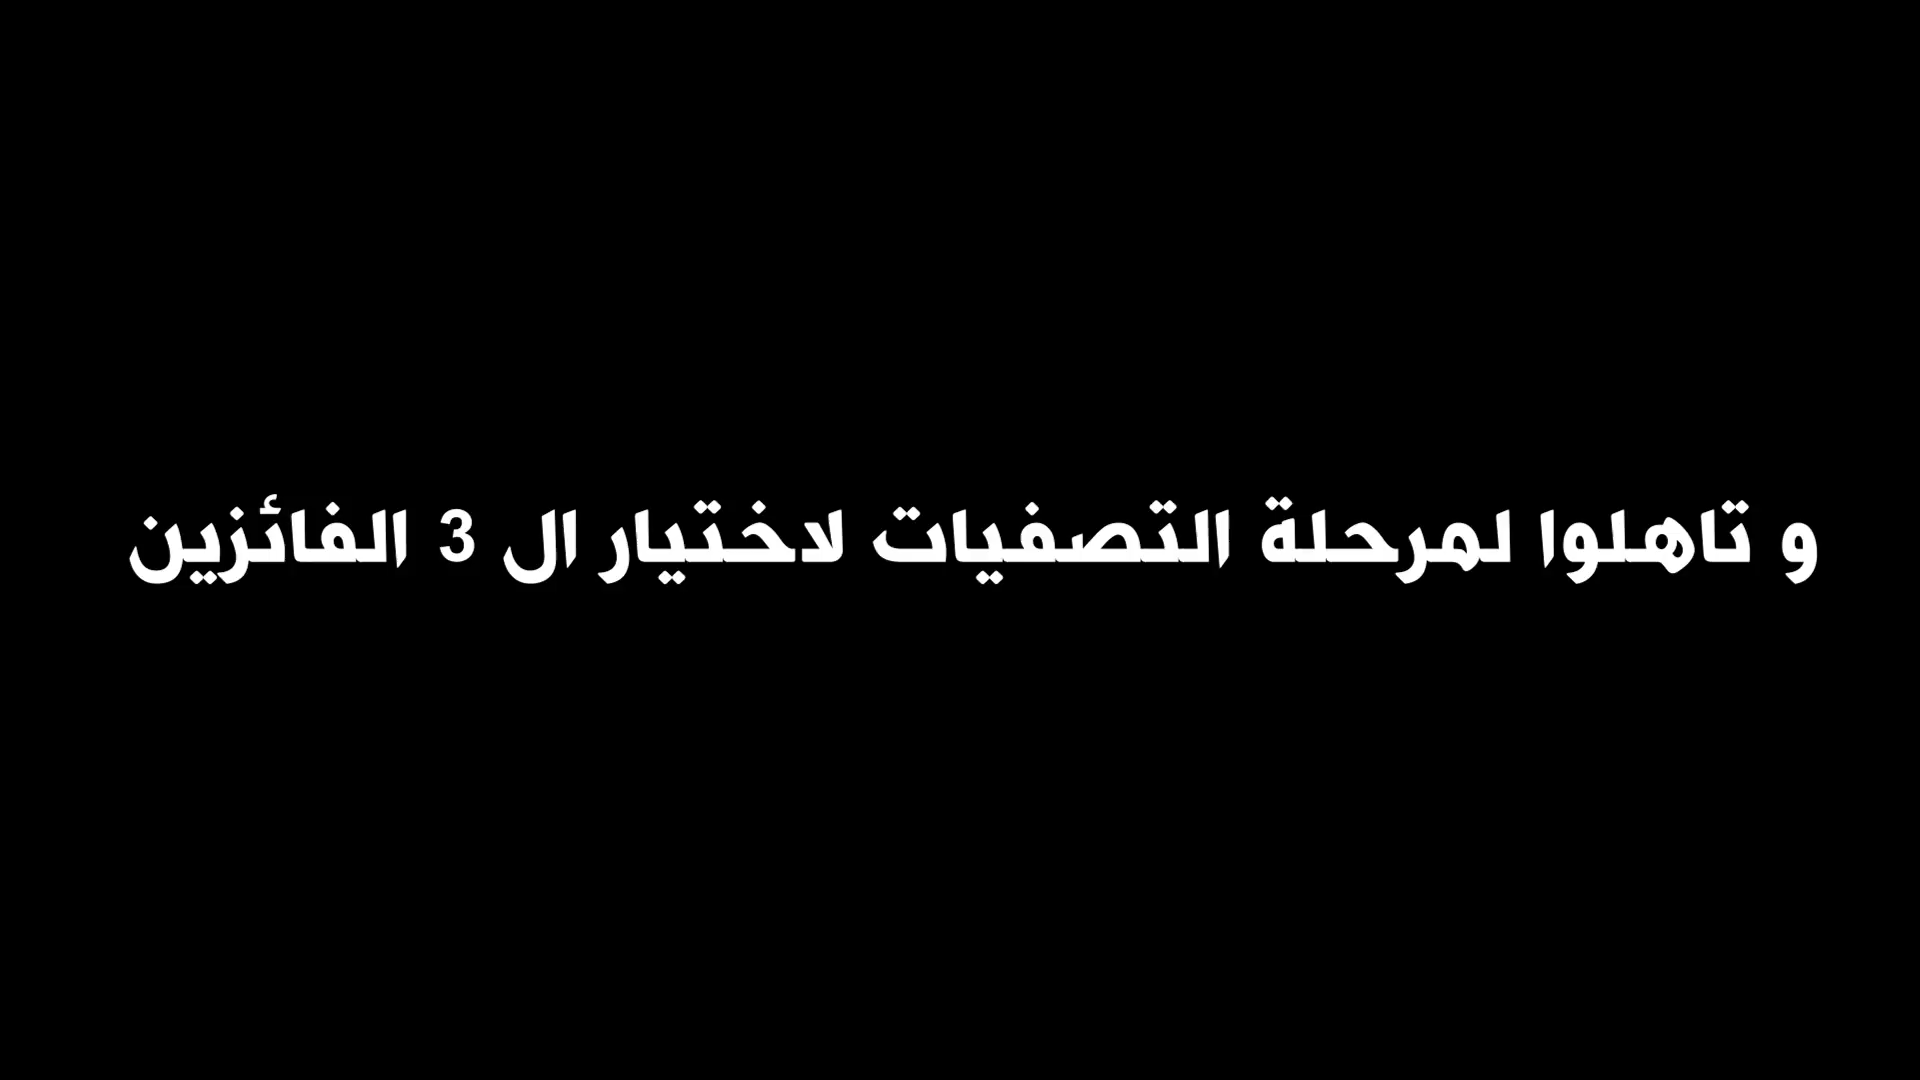 و تاهلوا لمرحلة التصفيات لاختيار ال 3 الفائزين